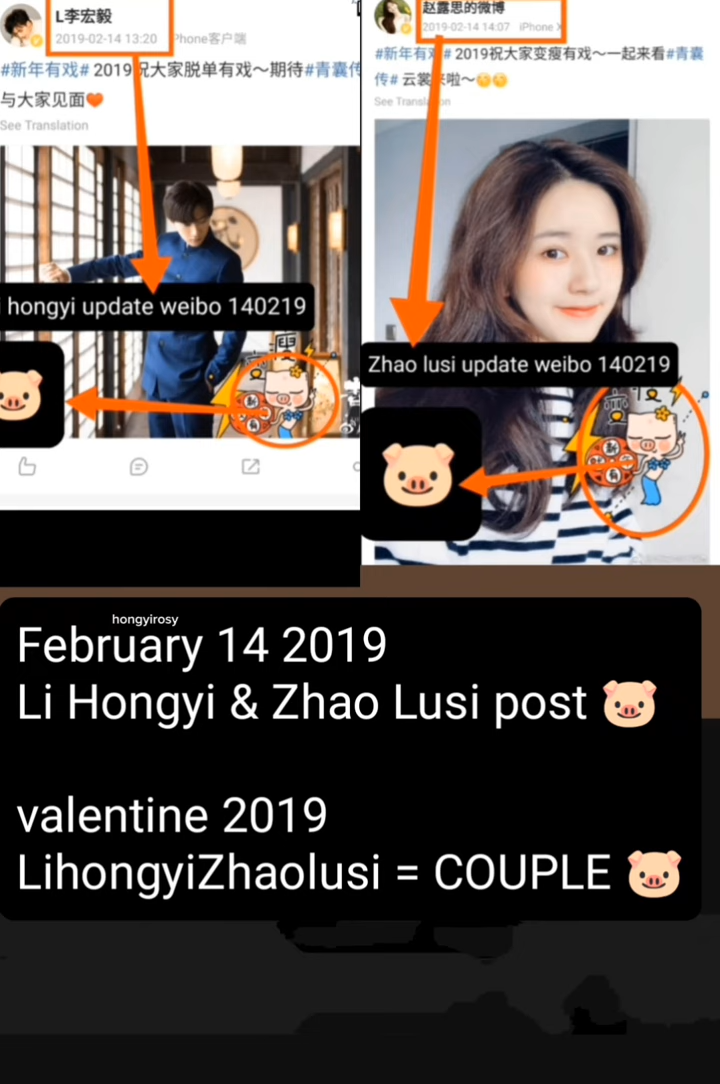 L李宏毅
2019-02-14 13:20 iPhone客户端
#新年有戏# 2019祝大家脱单有戏~期待#青囊传
与大家见面🧡
See Translation
hongyi update weibo 140219
新
有
赵露思的微博
2019-02-14 14:07 iPhone X
#新年有戏# 2019祝大家变瘦有戏~一起来看#青囊
传# 云裳来啦~😊😊
See Translation
Zhao lusi update weibo 140219
新
有
hongyirosy
February 14 2019
Li Hongyi & Zhao Lusi post 🐷
valentine 2019
LihongyiZhaolusi = COUPLE 🐷